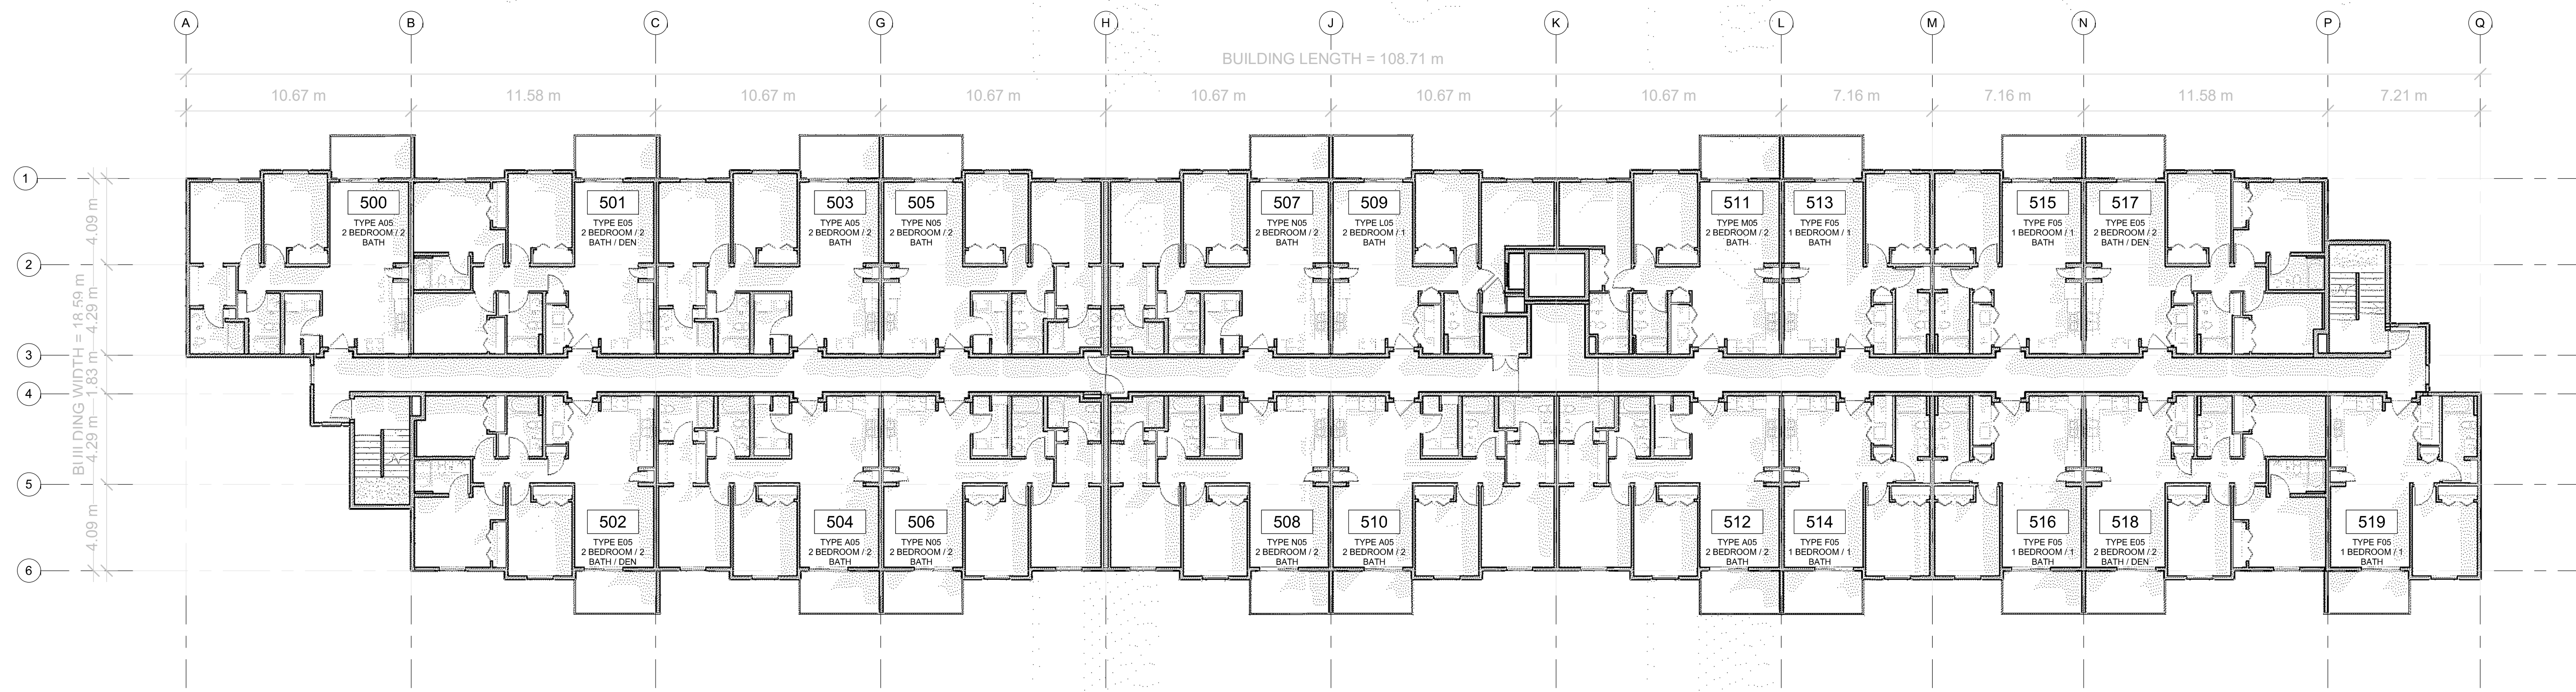 A B C G H J K L M N P Q
BUILDING LENGTH = 108.71 m
10.67 m 11.58 m 10.67 m 10.67 m 10.67 m 10.67 m 10.67 m 7.16 m 7.16 m 11.58 m 7.21 m
1
2
3
4
5
6
BUILDING WIDTH = 18.59 m
4.09 m
4.29 m
1.83 m
4.29 m
4.09 m
500
TYPE A05
2 BEDROOM / 2
BATH
501
TYPE E05
2 BEDROOM / 2
BATH / DEN
503
TYPE A05
2 BEDROOM / 2
BATH
505
TYPE N05
2 BEDROOM / 2
BATH
507
TYPE N05
2 BEDROOM / 2
BATH
509
TYPE L05
2 BEDROOM / 1
BATH
511
TYPE M05
2 BEDROOM / 2
BATH
513
TYPE F05
1 BEDROOM / 1
BATH
515
TYPE F05
1 BEDROOM / 1
BATH
517
TYPE E05
2 BEDROOM / 2
BATH / DEN
502
TYPE E05
2 BEDROOM / 2
BATH / DEN
504
TYPE A05
2 BEDROOM / 2
BATH
506
TYPE N05
2 BEDROOM / 2
BATH
508
TYPE N05
2 BEDROOM / 2
BATH
510
TYPE A05
2 BEDROOM / 2
BATH
512
TYPE A05
2 BEDROOM / 2
BATH
514
TYPE F05
1 BEDROOM / 1
BATH
516
TYPE F05
1 BEDROOM / 1
BATH
518
TYPE E05
2 BEDROOM / 2
BATH / DEN
519
TYPE F05
1 BEDROOM / 1
BATH